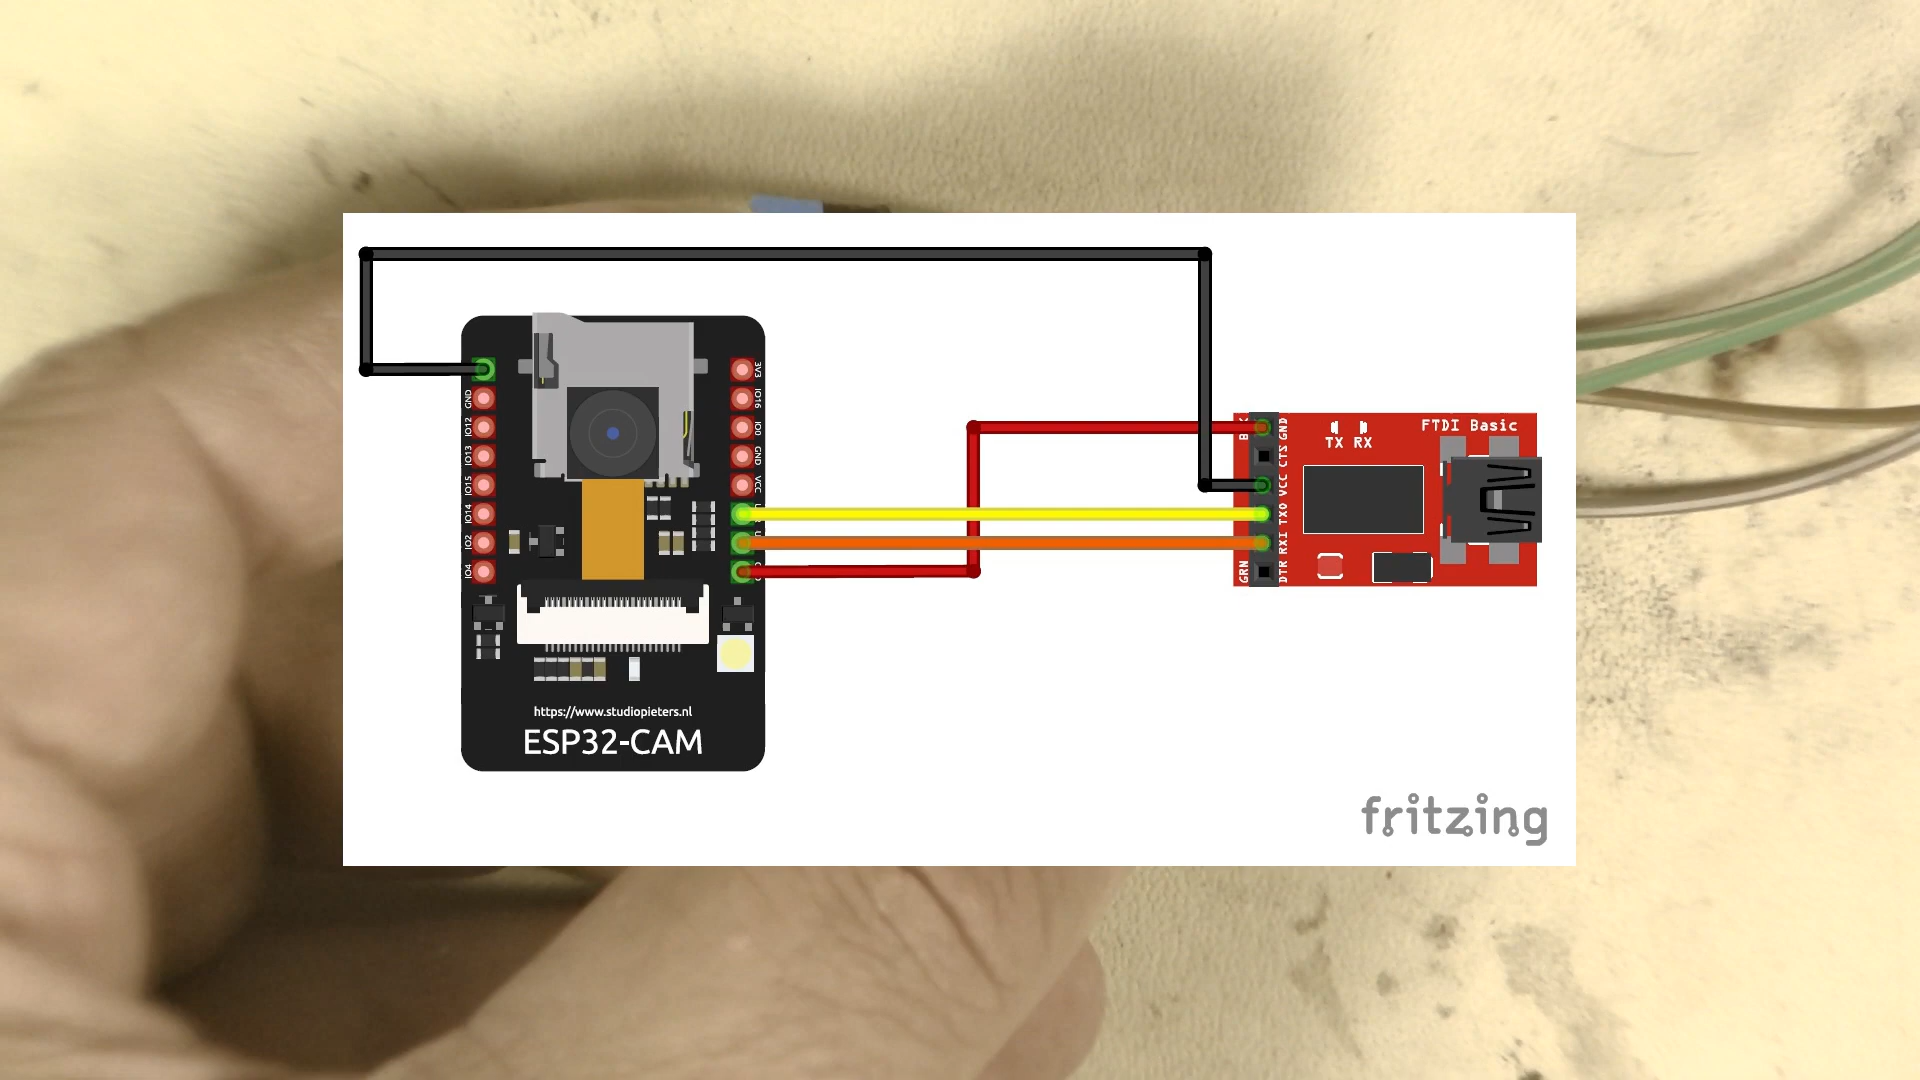 GND
IO12
IO13
IO15
IO14
IO2
IO4
3V3
IO16
IO0
GND
VCC
https://www.studiopieters.nl
ESP32-CAM
FTDI Basic
TX RX
GND
CTS
VCC
TXO
RXI
DTR
GRN
fritzing